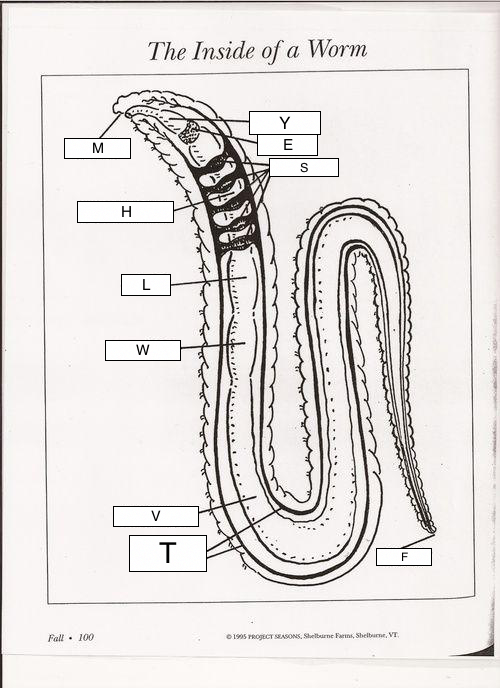 The Inside of a Worm
Y
E
M
S
H
L
W
V
T
F
Fall • 100
© 1995 PROJECT SEASONS, Shelburne Farms, Shelburne, VT.